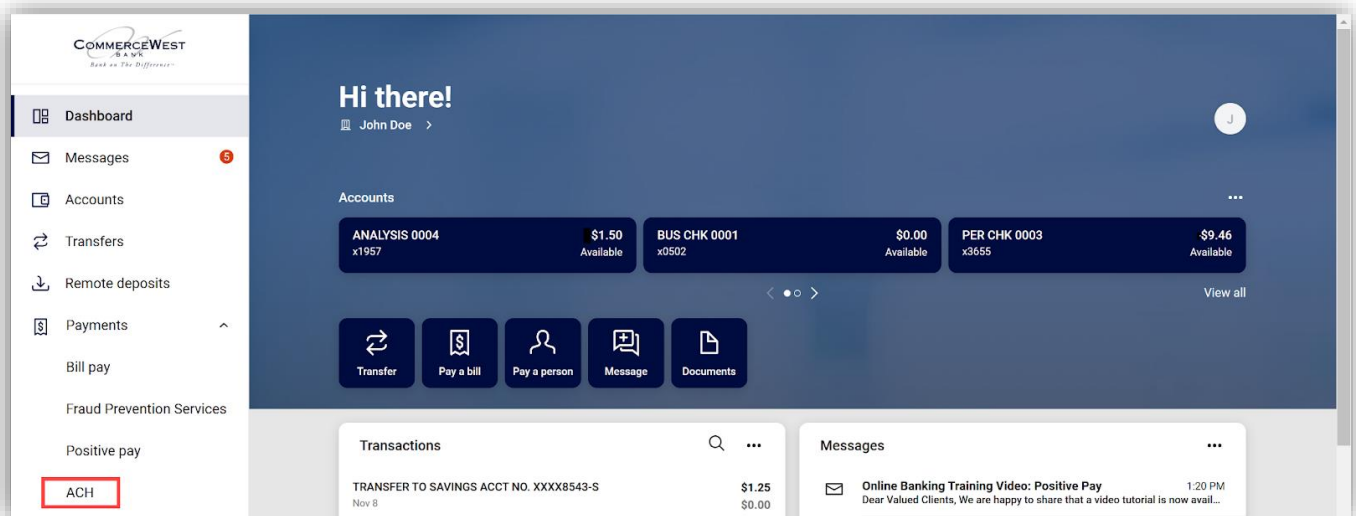 COMMERCEWEST
BANK
Bank on The Difference
Dashboard
Messages 5
Accounts
Transfers
Remote deposits
Payments
Bill pay
Fraud Prevention Services
Positive pay
ACH
Hi there!
John Doe >
J
Accounts
ANALYSIS 0004 $1.50
x1957 Available
BUS CHK 0001 $0.00
x0502 Available
PER CHK 0003 $9.46
x3655 Available
View all
Transfer
Pay a bill
Pay a person
Message
Documents
Transactions
TRANSFER TO SAVINGS ACCT NO. XXXX8543-S $1.25
Nov 8 $0.00
Messages
Online Banking Training Video: Positive Pay 1:20 PM
Dear Valued Clients, We are happy to share that a video tutorial is now avail...